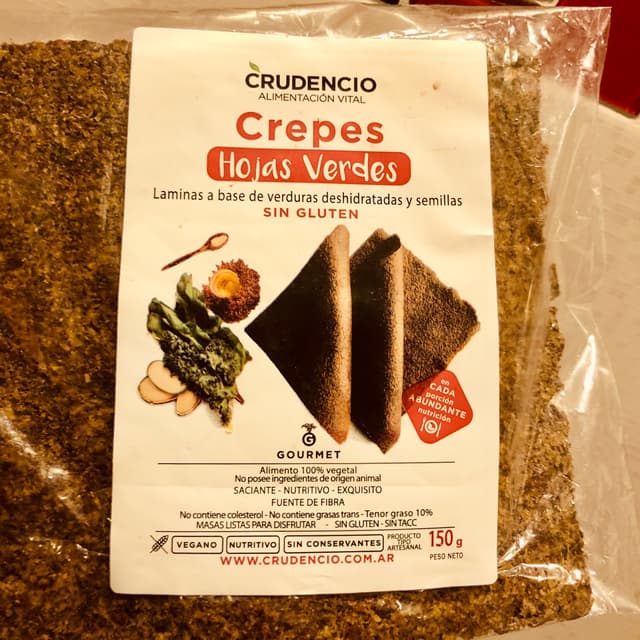 CRUDENCIO
ALIMENTACIÓN VITAL
Crepes
Hojas Verdes
Laminas a base de verduras deshidratadas y semillas
SIN GLUTEN
en
CADA
porción
ABUNDANTE
nutrición
G
GOURMET
Alimento 100% vegetal
No posee ingredientes de origen animal
SACIANTE - NUTRITIVO - EXQUISITO
FUENTE DE FIBRA
No contiene colesterol - No contiene grasas trans - Tenor graso 10%
MASAS LISTAS PARA DISFRUTAR - SIN GLUTEN - SIN TACC
VEGANO NUTRITIVO SIN CONSERVANTES PRODUCTO TIPO ARTESANAL 150 g
WWW.CRUDENCIO.COM.AR PESO NETO